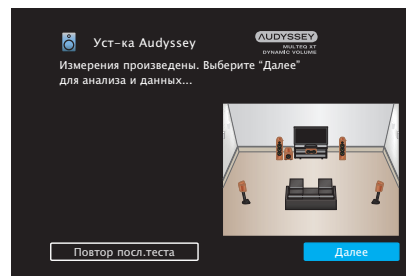 Уст-ка Audyssey
AUDYSSEY
MULTEQ XT
DYNAMIC VOLUME
Измерения произведены. Выберите “Далее”
для анализа и данных...
Повтор посл.теста
Далее